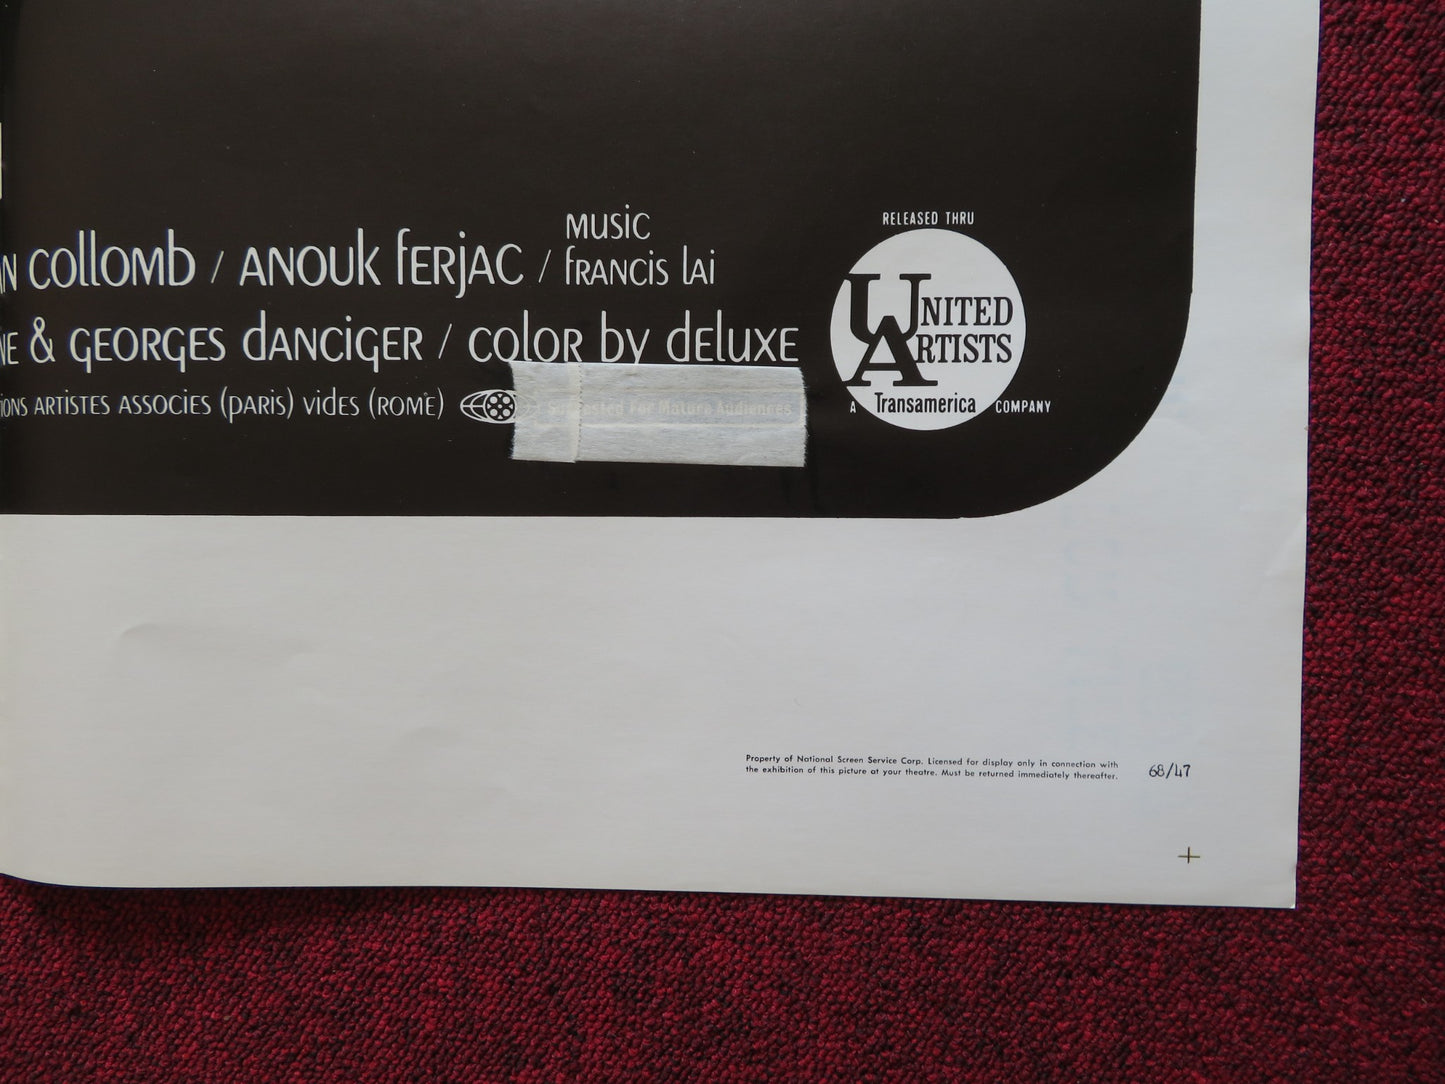 MUSIC
COLLOMB / ANOUK FERJAC / FRANCIS LAI
& GEORGES DANCIGER / COLOR BY DELUXE
ARTISTES ASSOCIES (PARIS) VIDES (ROME)
Suggested For Mature Audiences
RELEASED THRU
UNITED
ARTISTS
A Transamerica COMPANY
Property of National Screen Service Corp. Licensed for display only in connection with
the exhibition of this picture at your theatre. Must be returned immediately thereafter.
68/47